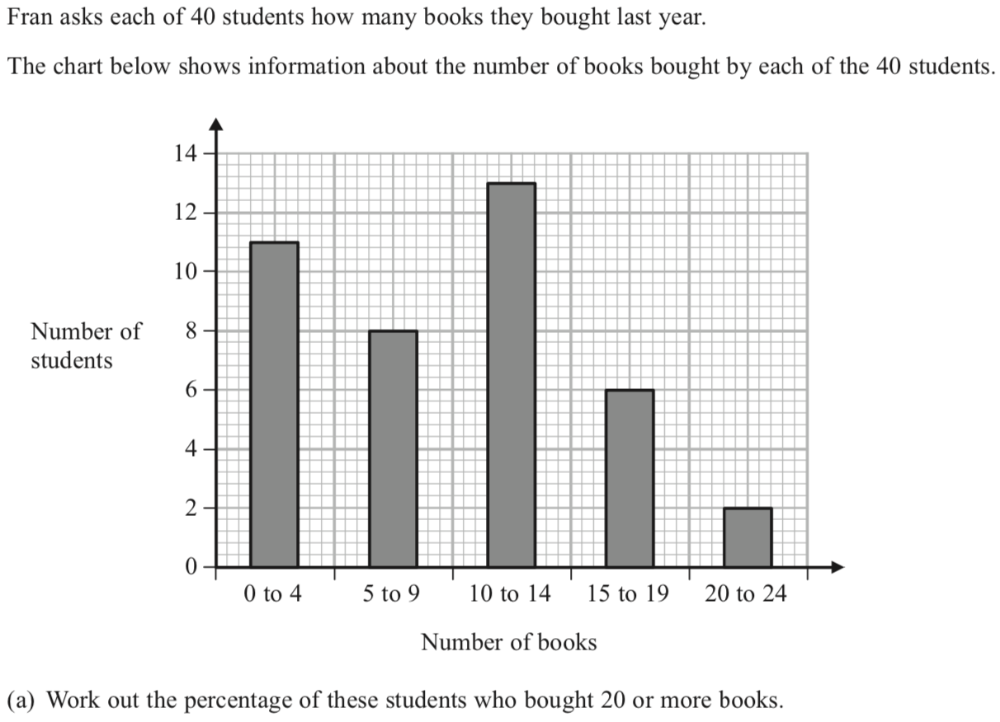 Fran asks each of 40 students how many books they bought last year.
The chart below shows information about the number of books bought by each of the 40 students.
14
12
10
Number of
students
8
6
4
2
0
0 to 4 5 to 9 10 to 14 15 to 19 20 to 24
Number of books
(a) Work out the percentage of these students who bought 20 or more books.